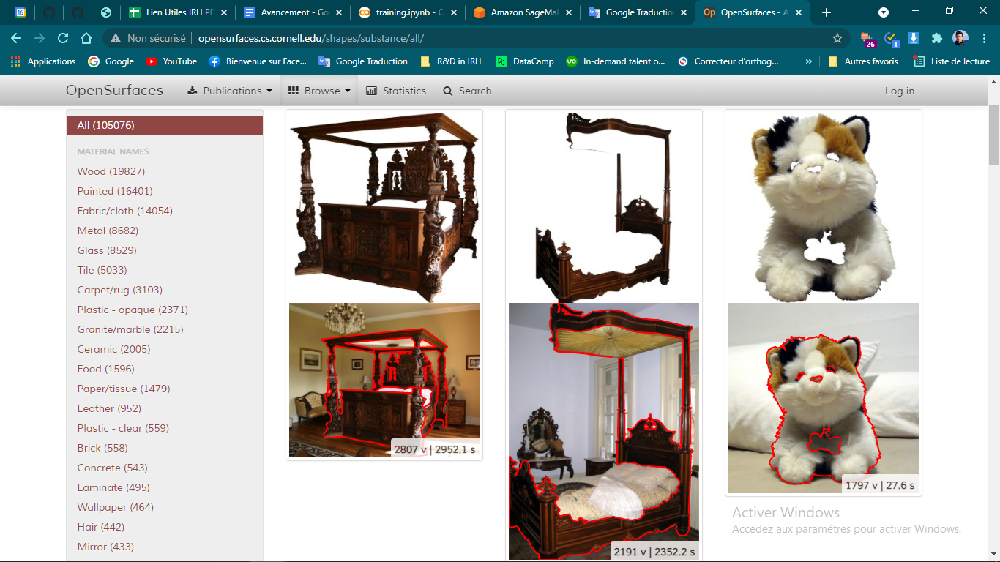 16
Lien Utiles IRH PF
Avancement - Go
training.ipynb - C
Amazon SageMak
Google Traduction
Op
OpenSurfaces - A
Non sécurisé
opensurfaces.cs.cornell.edu/shapes/substance/all/
26
1
Applications
Google
YouTube
Bienvenue sur Face...
Google Traduction
R&D in IRH
DataCamp
In-demand talent o...
Correcteur d'orthog...
»
Autres favoris
Liste de lecture
OpenSurfaces
Publications
Browse
Statistics
Search
Log in
All (105076)
MATERIAL NAMES
Wood (19827)
Painted (16401)
Fabric/cloth (14054)
Metal (8682)
Glass (8529)
Tile (5033)
Carpet/rug (3103)
Plastic - opaque (2371)
Granite/marble (2215)
Ceramic (2005)
Food (1596)
Paper/tissue (1479)
Leather (952)
Plastic - clear (559)
Brick (558)
Concrete (543)
Laminate (495)
Wallpaper (464)
Hair (442)
Mirror (433)
2807 v | 2952.1 s
2191 v | 2352.2 s
1797 v | 27.6 s
Activer Windows
Accédez aux paramètres pour activer Windows.